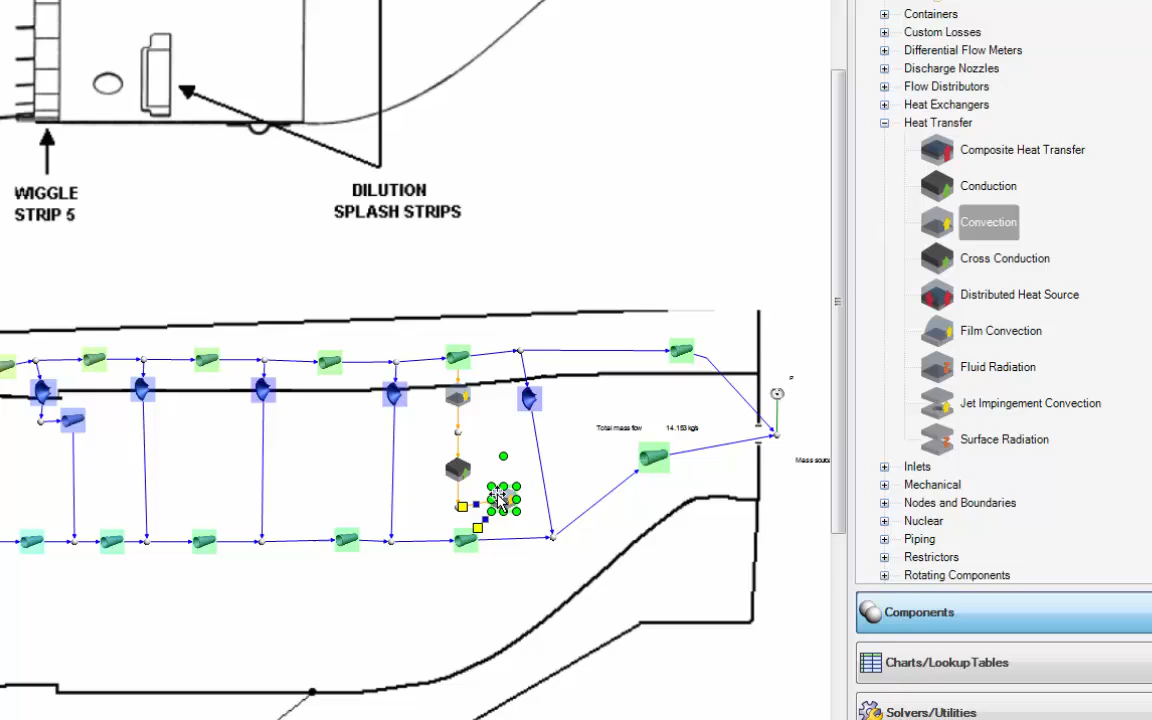 WIGGLE
STRIP 5
DILUTION
SPLASH STRIPS
P
Total mass flow 14.153 kg/s
Mass sourc
Containers
Custom Losses
Differential Flow Meters
Discharge Nozzles
Flow Distributors
Heat Exchangers
Heat Transfer
Composite Heat Transfer
Conduction
Convection
Cross Conduction
Distributed Heat Source
Film Convection
Fluid Radiation
Jet Impingement Convection
Surface Radiation
Inlets
Mechanical
Nodes and Boundaries
Nuclear
Piping
Restrictors
Rotating Components
Components
Charts/Lookup Tables
Solvers/Utilities